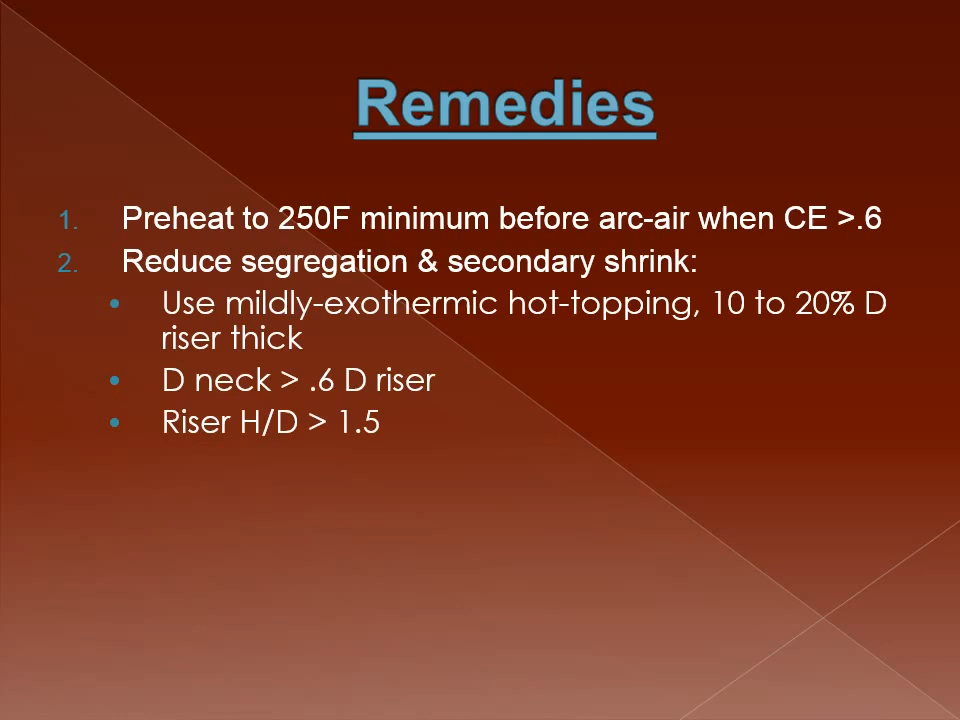 Remedies
1. Preheat to 250F minimum before arc-air when CE >.6
2. Reduce segregation & secondary shrink:
• Use mildly-exothermic hot-topping, 10 to 20% D
riser thick
• D neck > .6 D riser
• Riser H/D > 1.5